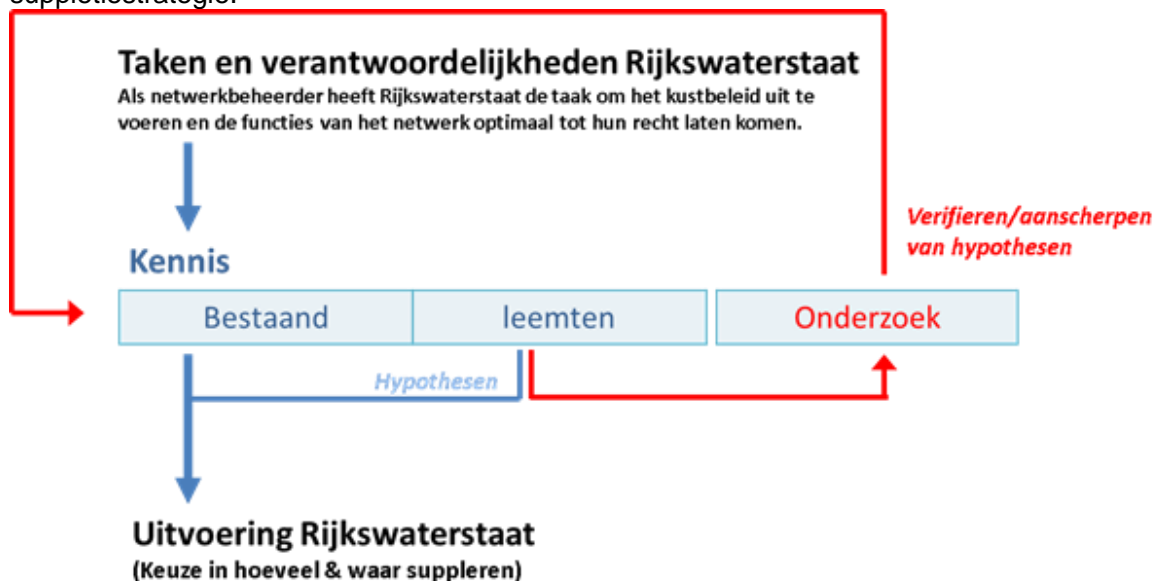 suppletiestrategie.
Taken en verantwoordelijkheden Rijkswaterstaat
Als netwerkbeheerder heeft Rijkswaterstaat de taak om het kustbeleid uit te
voeren en de functies van het netwerk optimaal tot hun recht laten komen.
Verifieren/aanscherpen
van hypothesen
Kennis
Bestaand
leemten
Onderzoek
Hypothesen
Uitvoering Rijkswaterstaat
(Keuze in hoeveel & waar suppleren)